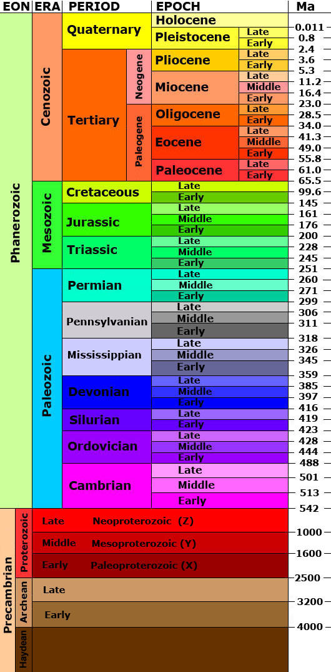 EON ERA PERIOD EPOCH Ma
Phanerozoic
Cenozoic
Quaternary
Holocene
0.011
Pleistocene
Late
0.8
Early
2.4
Tertiary
Neogene
Pliocene
Late
3.6
Early
5.3
Miocene
Late
11.2
Middle
16.4
Early
23.0
Paleogene
Oligocene
Late
28.5
Early
34.0
Eocene
Late
41.3
Middle
49.0
Early
55.8
Paleocene
Late
61.0
Early
65.5
Mesozoic
Cretaceous
Late
99.6
Early
145
Jurassic
Late
161
Middle
176
Early
200
Triassic
Late
228
Middle
245
Early
251
Paleozoic
Permian
Late
260
Middle
271
Early
299
Pennsylvanian
Late
306
Middle
311
Early
318
Mississippian
Late
326
Middle
345
Early
359
Devonian
Late
385
Middle
397
Early
416
Silurian
Late
419
Early
423
Ordovician
Late
428
Middle
444
Early
488
Cambrian
Late
501
Middle
513
Early
542
Precambrian
Proterozoic
Late Neoproterozoic (Z)
1000
Middle Mesoproterozoic (Y)
1600
Early Paleoproterozoic (X)
2500
Archean
Late
3200
Early
4000
Haydean